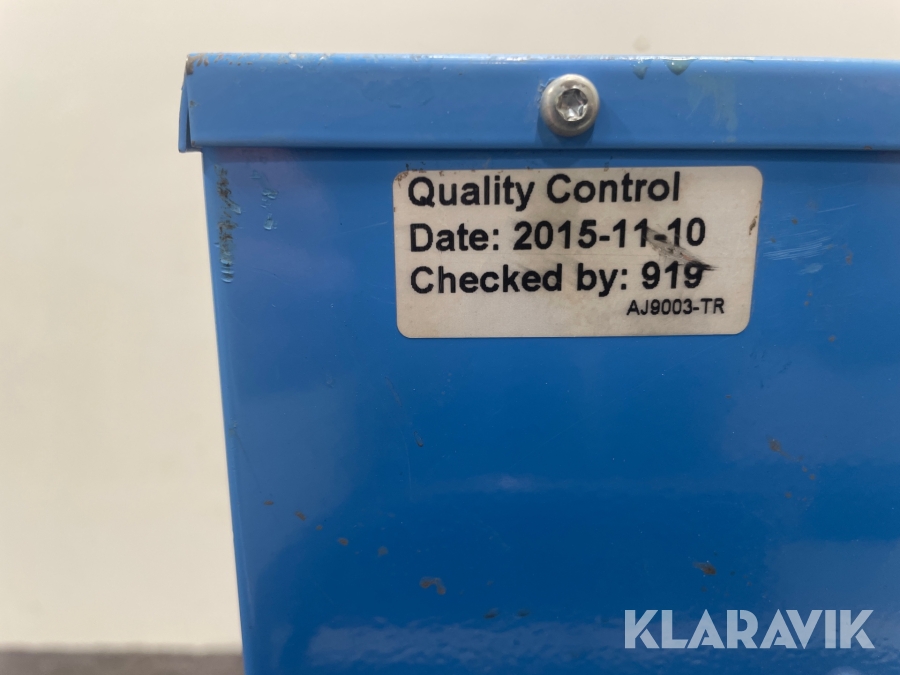 Quality Control
Date: 2015-11-10
Checked by: 919
AJ9003-TR
KLARAVIK